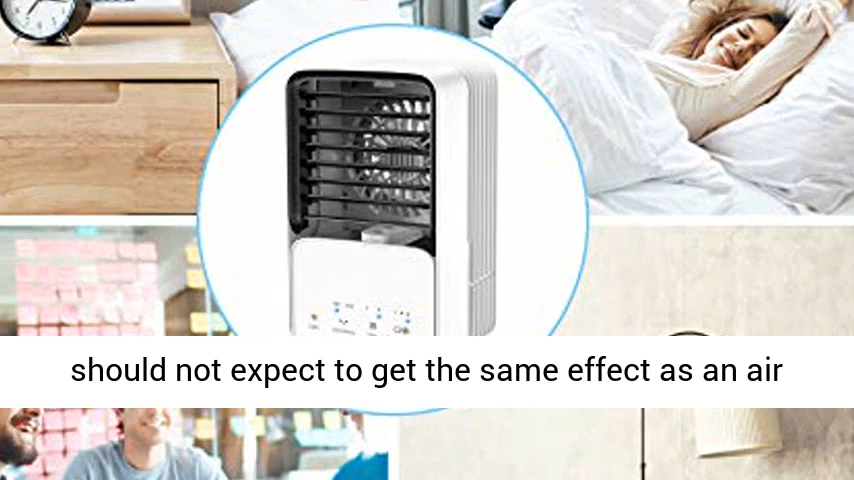 should not expect to get the same effect as an air